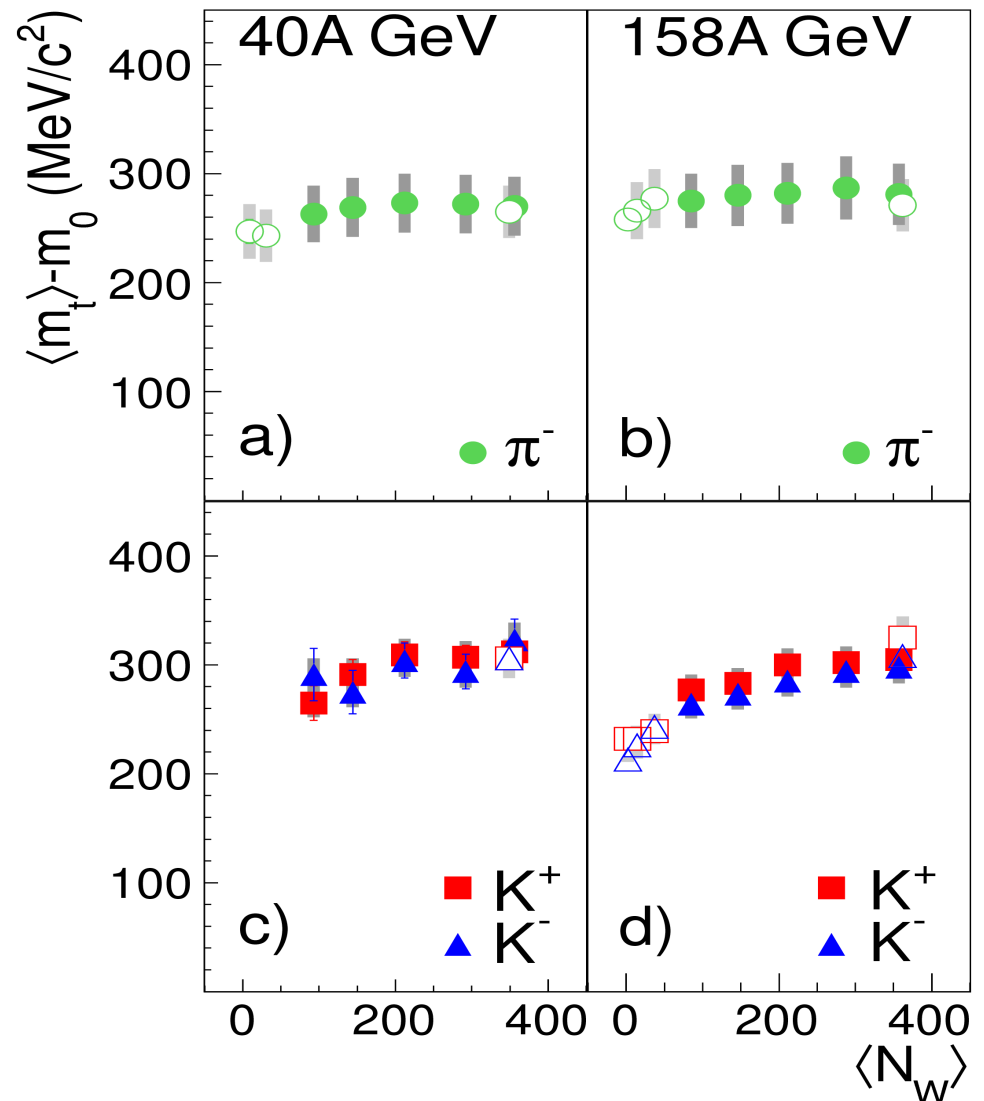 ⟨m_t⟩-m_0 (MeV/c^2)
40A GeV
158A GeV
400
300
200
100
a)
π^-
b)
π^-
400
300
200
100
c)
K^+
K^-
d)
K^+
K^-
0 200 400 0 200 400
⟨N_w⟩